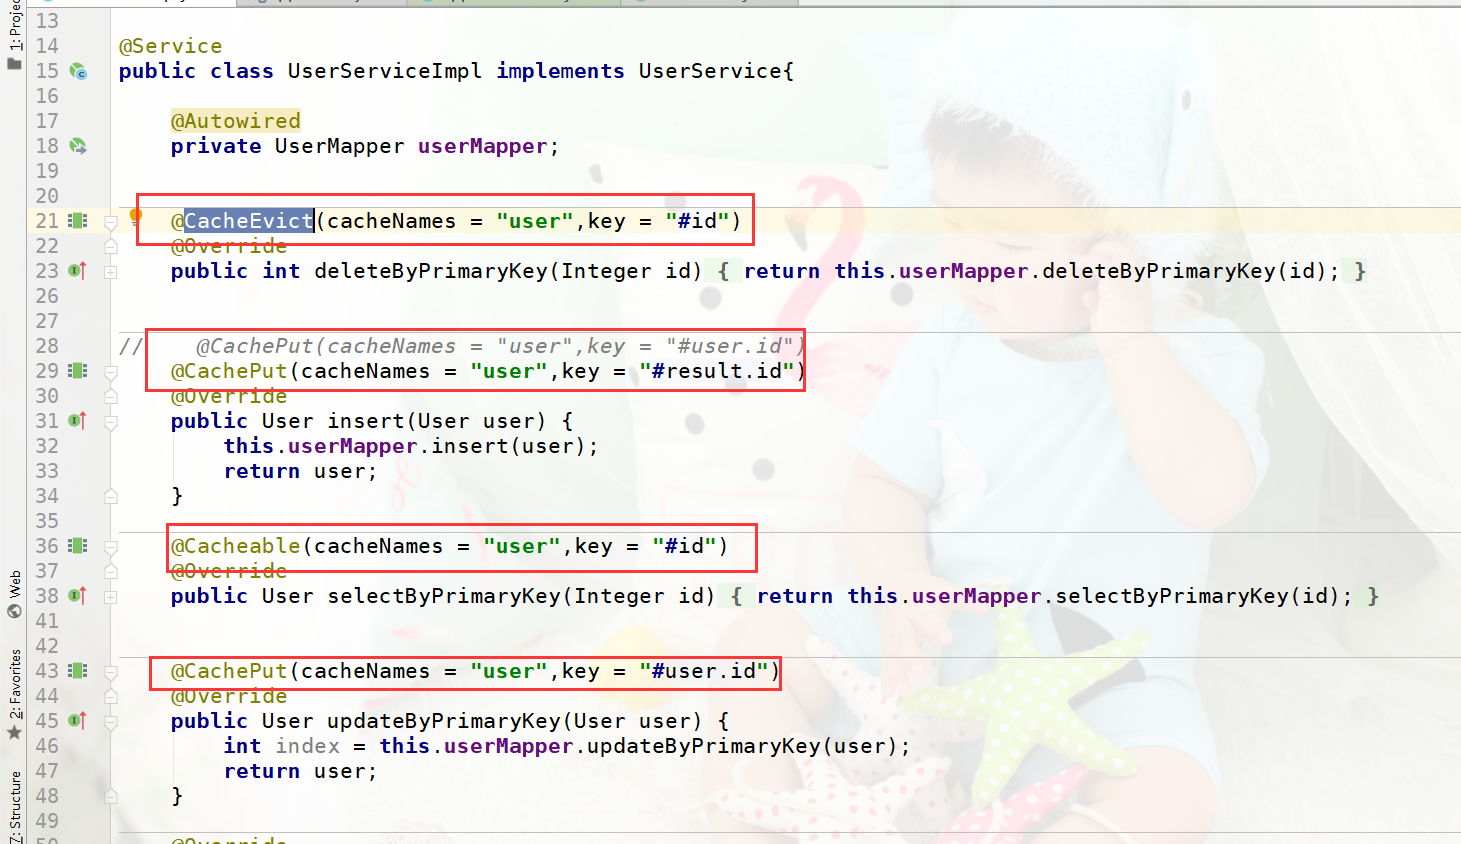 13
14 @Service
15 public class UserServiceImpl implements UserService{
16
17 @Autowired
18 private UserMapper userMapper;
19
20
21 @CacheEvict(cacheNames = "user",key = "#id")
22 @Override
23 public int deleteByPrimaryKey(Integer id) { return this.userMapper.deleteByPrimaryKey(id); }
26
27
28 // @CachePut(cacheNames = "user",key = "#user.id")
29 @CachePut(cacheNames = "user",key = "#result.id")
30 @Override
31 public User insert(User user) {
32 this.userMapper.insert(user);
33 return user;
34 }
35
36 @Cacheable(cacheNames = "user",key = "#id")
37 @Override
38 public User selectByPrimaryKey(Integer id) { return this.userMapper.selectByPrimaryKey(id); }
41
42
43 @CachePut(cacheNames = "user",key = "#user.id")
44 @Override
45 public User updateByPrimaryKey(User user) {
46 int index = this.userMapper.updateByPrimaryKey(user);
47 return user;
48 }
49
50 @Override
1: Project
Web
2: Favorites
7: Structure